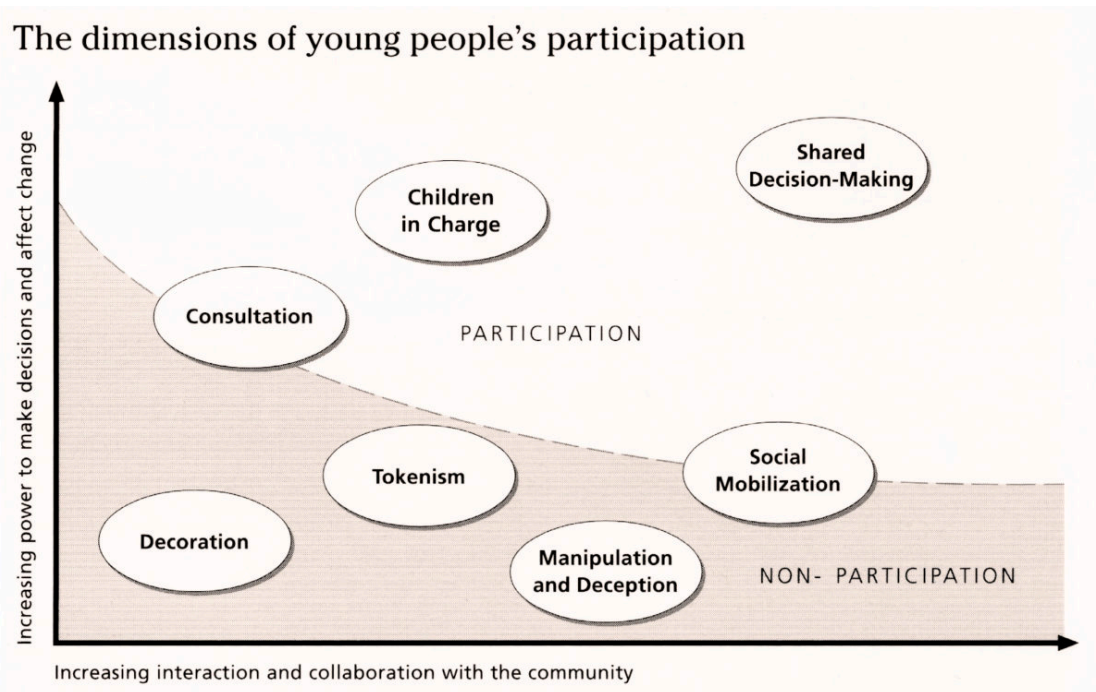 The dimensions of young people's participation
Increasing power to make decisions and affect change
Shared
Decision-Making
Children
in Charge
Consultation
PARTICIPATION
Social
Mobilization
Tokenism
Decoration
Manipulation
and Deception
NON- PARTICIPATION
Increasing interaction and collaboration with the community